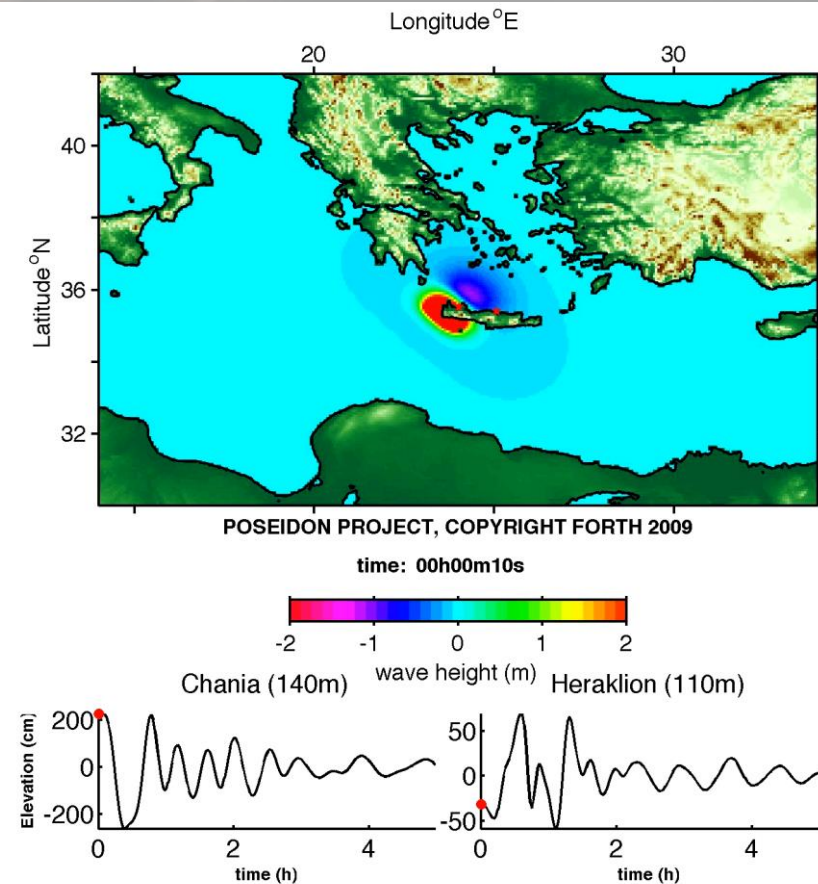 Longitude°E
20 30
Latitude°N
40
36
32
POSEIDON PROJECT, COPYRIGHT FORTH 2009
time: 00h00m10s
-2 -1 0 1 2
wave height (m)
Chania (140m) Heraklion (110m)
Elevation (cm)
200
0
-200
0 2 4
time (h)
50
0
-50
0 2 4
time (h)